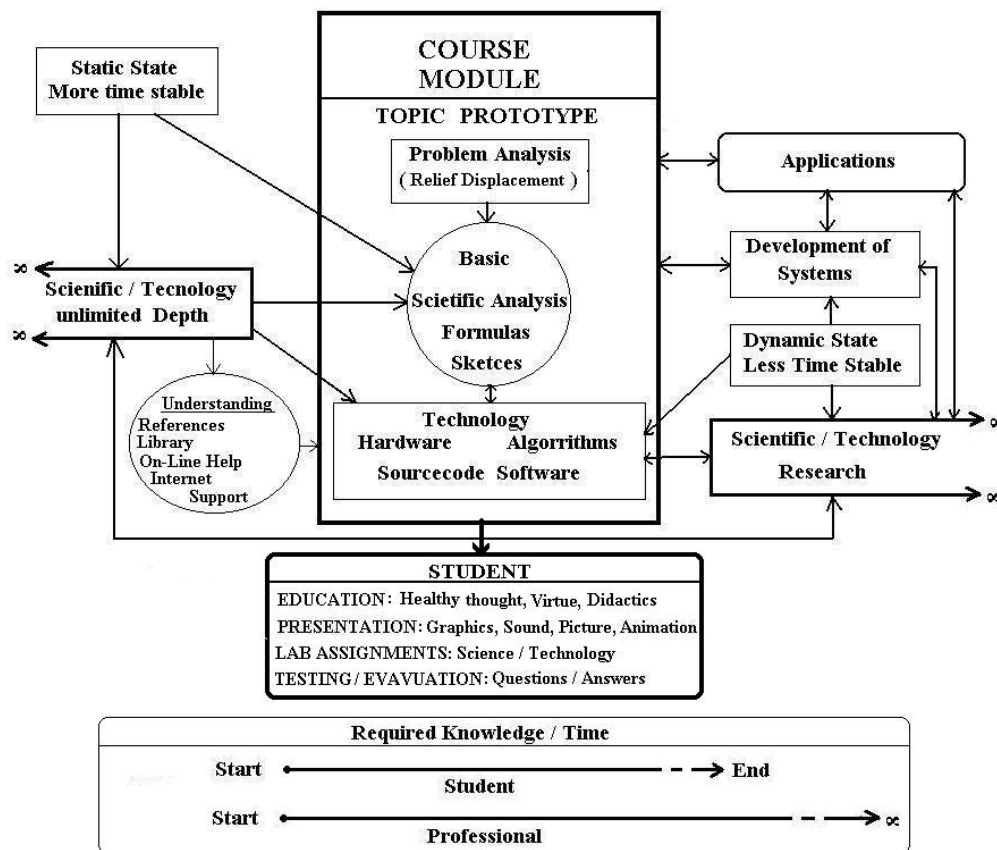 COURSE
MODULE
TOPIC PROTOTYPE
Static State
More time stable
Problem Analysis
( Relief Displacement )
Applications
Basic
Scietific Analysis
Formulas
Sketces
Development of
Systems
∝
Scienific / Tecnology
unlimited Depth
∝
Dynamic State
Less Time Stable
Understanding
References
Library
On-Line Help
Internet
Support
Technology
Hardware Algorrithms
Sourcecode Software
∝
Scientific / Technology
Research
∝
STUDENT
EDUCATION: Healthy thought, Virtue, Didactics
PRESENTATION: Graphics, Sound, Picture, Animation
LAB ASSIGNMENTS: Science / Technology
TESTING / EVAVUATION: Questions / Answers
Required Knowledge / Time
Start End
Student
Start ∝
Professional